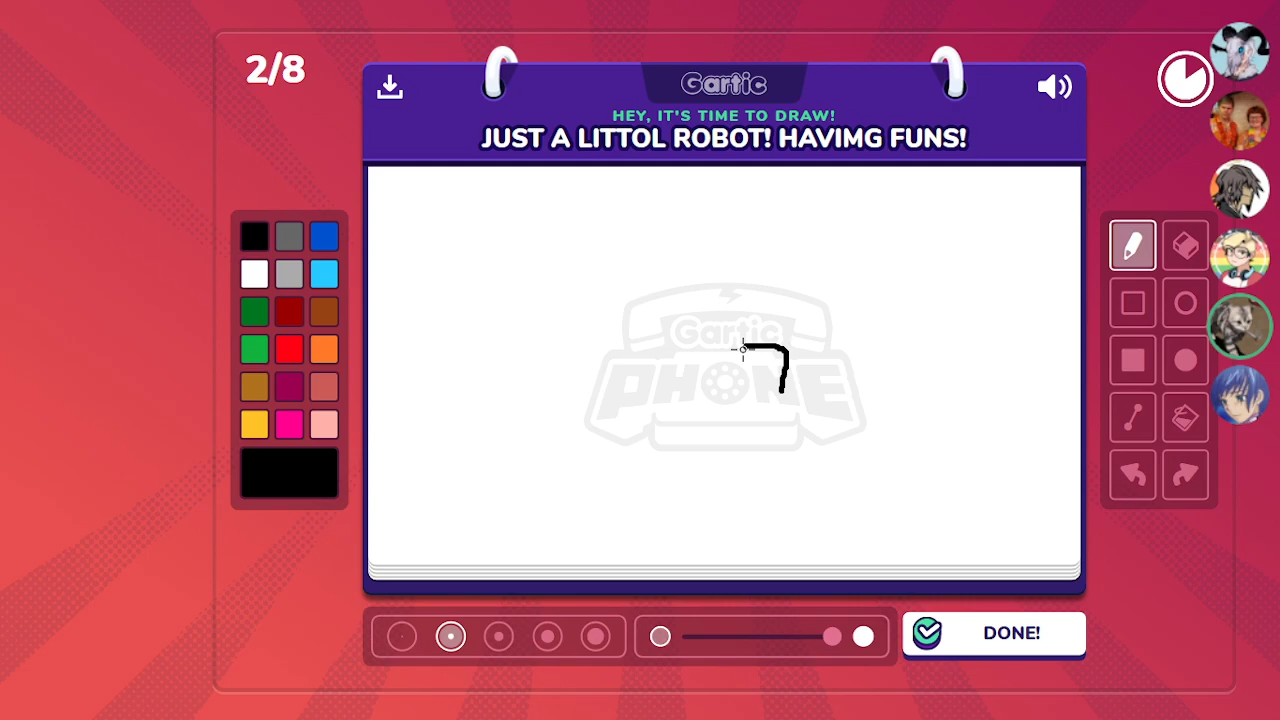 2/8
Gartic
HEY, IT'S TIME TO DRAW!
JUST A LITTOL ROBOT! HAVIMG FUNS!
Gartic
PHONE
DONE!